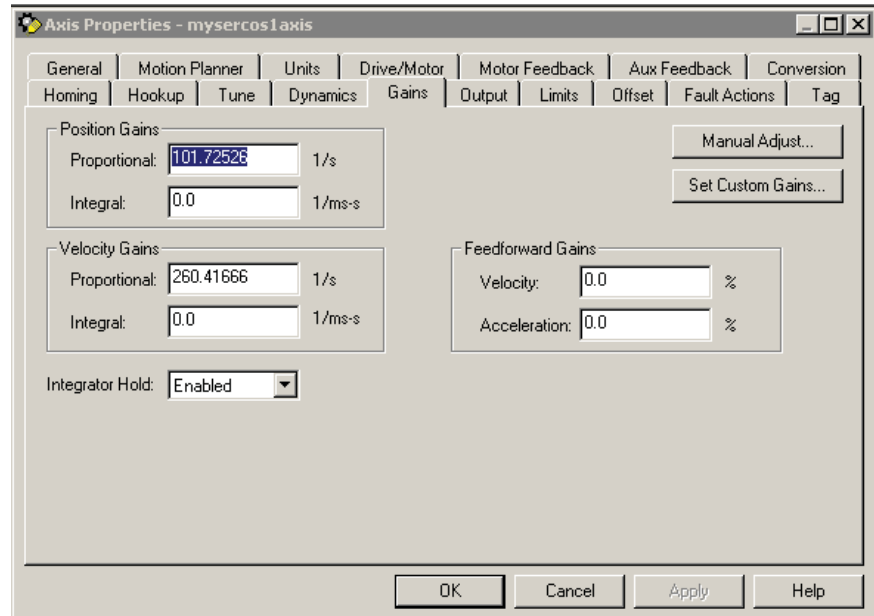 Axis Properties - mysercos1axis
General Motion Planner Units Drive/Motor Motor Feedback Aux Feedback Conversion
Homing Hookup Tune Dynamics Gains Output Limits Offset Fault Actions Tag
Position Gains
Proportional: 101.72526 1/s
Integral: 0.0 1/ms-s
Manual Adjust...
Set Custom Gains...
Velocity Gains
Proportional: 260.41666 1/s
Integral: 0.0 1/ms-s
Feedforward Gains
Velocity: 0.0 %
Acceleration: 0.0 %
Integrator Hold: Enabled
OK Cancel Apply Help